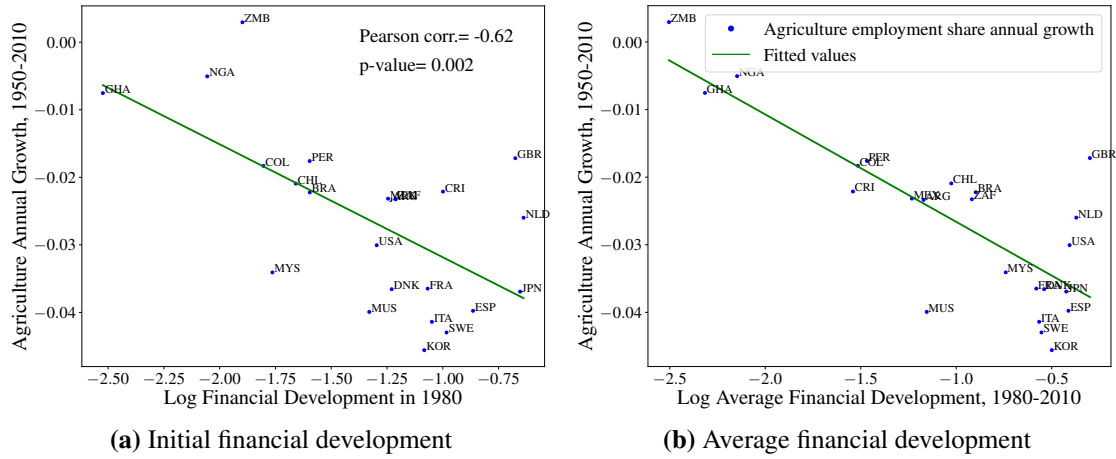 Agriculture Annual Growth, 1950-2010
0.00
−0.01
−0.02
−0.03
−0.04
ZMB
Pearson corr.= -0.62
p-value= 0.002
NGA
GHA
COL
PER
CHL
BRA
CRI
GBR
NLD
USA
MYS
DNK
FRA
JPN
MUS
ITA
ESP
SWE
KOR
−2.50 −2.25 −2.00 −1.75 −1.50 −1.25 −1.00 −0.75
Log Financial Development in 1980
(a) Initial financial development
Agriculture Annual Growth, 1950-2010
0.00
−0.01
−0.02
−0.03
−0.04
ZMB
Agriculture employment share annual growth
Fitted values
NGA
GHA
PER
COL
GBR
CRI
CHL
BRA
MEX
ARG
ZAF
NLD
USA
MYS
FRA
DNK
JPN
MUS
ITA
ESP
SWE
KOR
−2.5 −2.0 −1.5 −1.0 −0.5
Log Average Financial Development, 1980-2010
(b) Average financial development